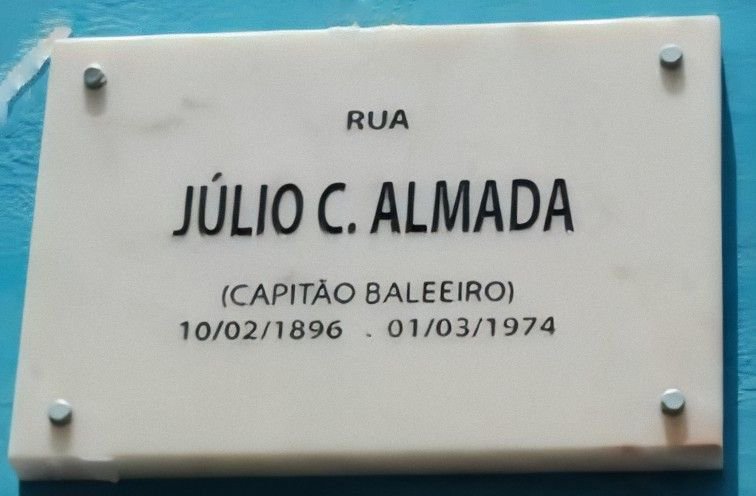 RUA
JÚLIO C. ALMADA
(CAPITÃO BALEEIRO)
10/02/1896 . 01/03/1974